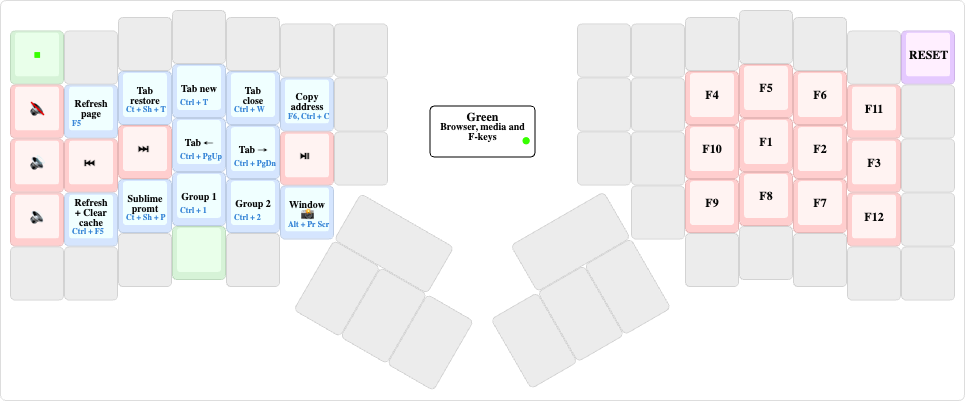 RESET
Refresh
page
F5
Tab
restore
Ct + Sh + T
Tab new
Ctrl + T
Tab
close
Ctrl + W
Copy
address
F6, Ctrl + C
Green
Browser, media and
F-keys
F4
F5
F6
F11
Tab ←
Ctrl + PgUp
Tab →
Ctrl + PgDn
F10
F1
F2
F3
Refresh
+ Clear
cache
Ctrl + F5
Sublime
promt
Ct + Sh + P
Group 1
Ctrl + 1
Group 2
Ctrl + 2
Window
Alt + Pr Scr
F9
F8
F7
F12